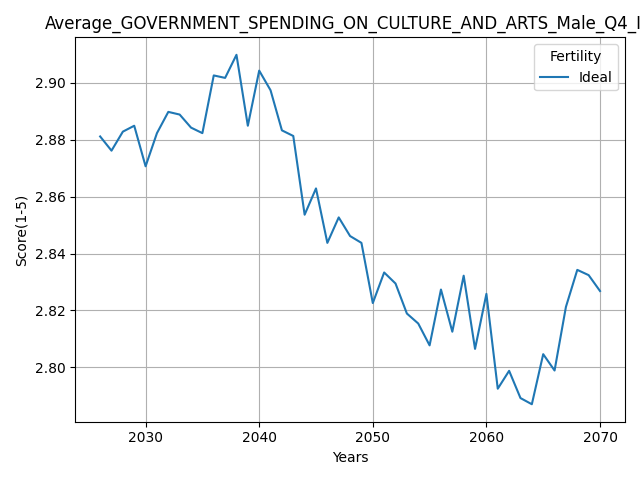 Average_GOVERNMENT_SPENDING_ON_CULTURE_AND_ARTS_Male_Q4_I
Fertility
Ideal
Score(1-5)
2.90
2.88
2.86
2.84
2.82
2.80
2030 2040 2050 2060 2070
Years